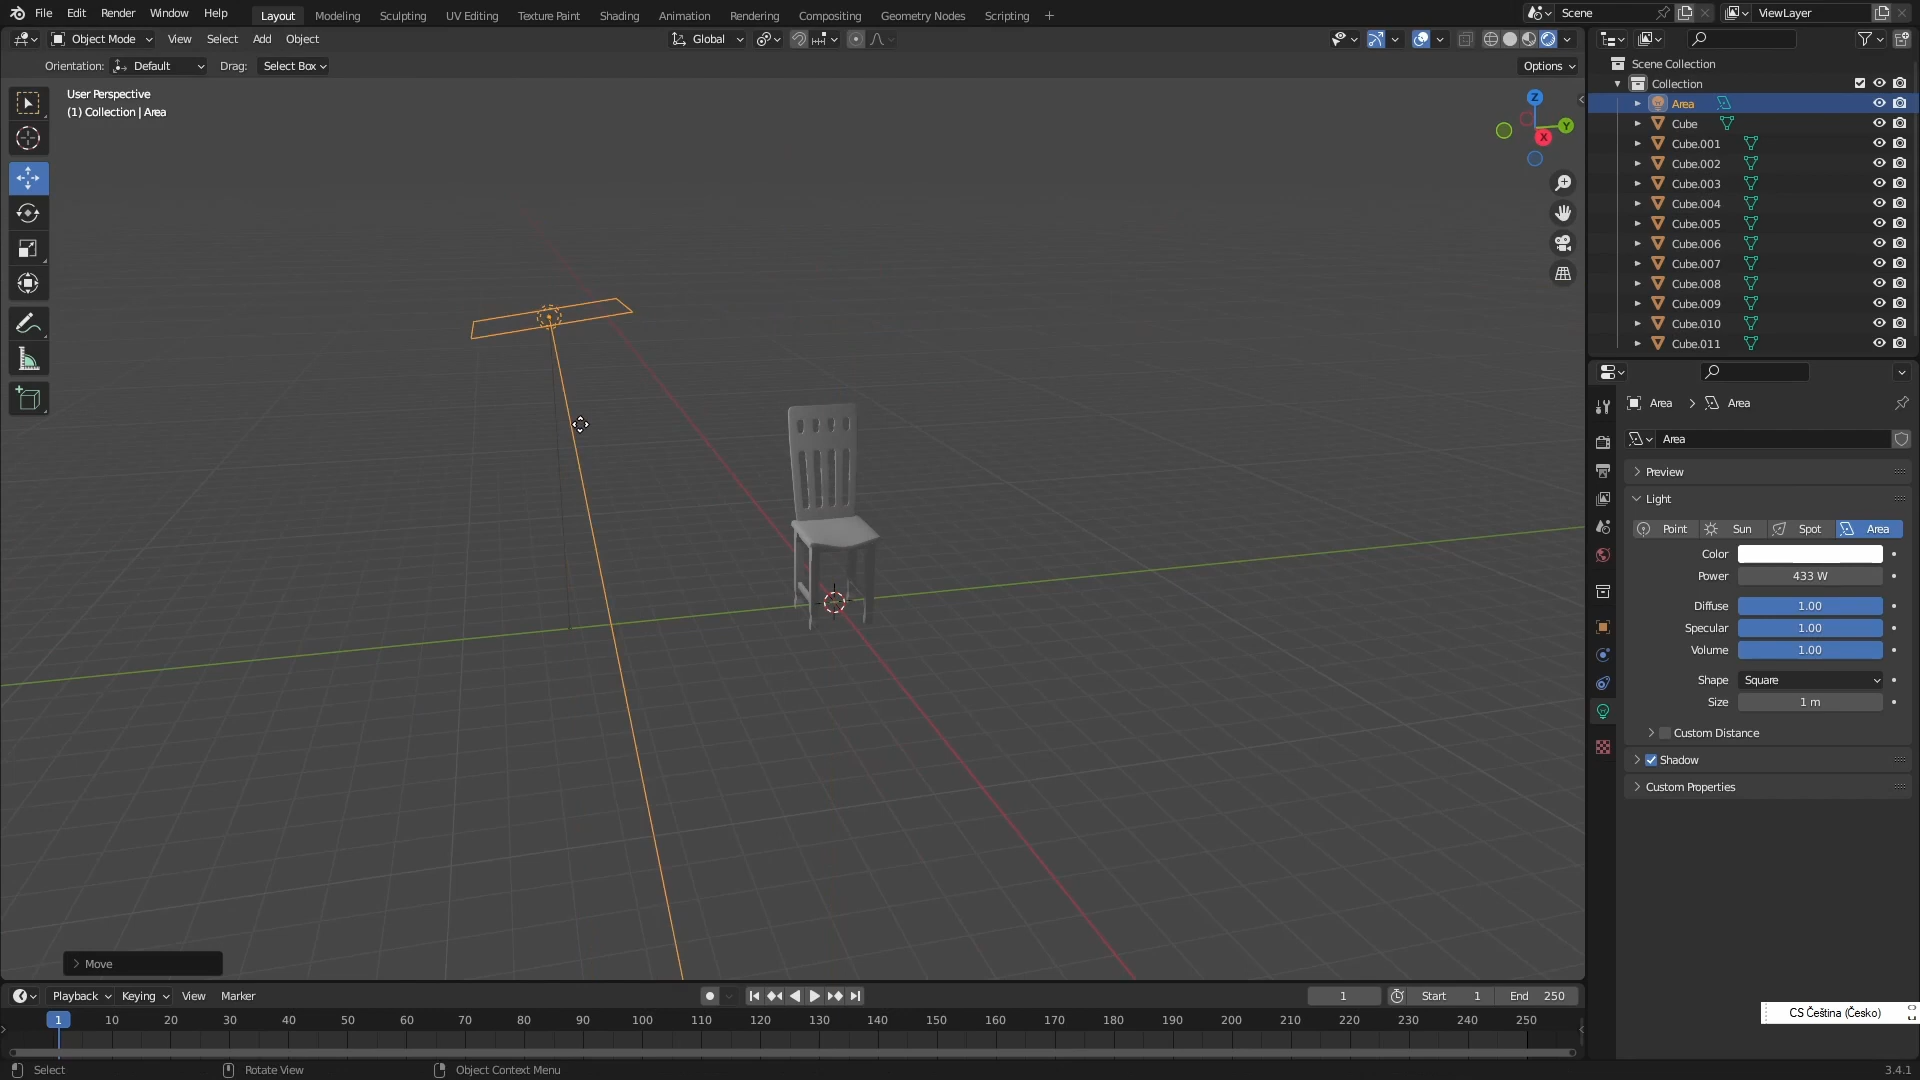 File Edit Render Window Help Layout Modeling Sculpting UV Editing Texture Paint Shading Animation Rendering Compositing Geometry Nodes Scripting + Scene ViewLayer
Object Mode View Select Add Object Global
Orientation: Default Drag: Select Box Options
User Perspective
(1) Collection | Area
Z
Y
X
Move
Scene Collection
Collection
Area
Cube
Cube.001
Cube.002
Cube.003
Cube.004
Cube.005
Cube.006
Cube.007
Cube.008
Cube.009
Cube.010
Cube.011
Area Area
Area
Preview
Light
Point Sun Spot Area
Color
Power 433 W
Diffuse 1.00
Specular 1.00
Volume 1.00
Shape Square
Size 1 m
Custom Distance
Shadow
Custom Properties
Playback Keying View Marker 1 Start 1 End 250
1 10 20 30 40 50 60 70 80 90 100 110 120 130 140 150 160 170 180 190 200 210 220 230 240 250
CS Čeština (Česko)
Select Rotate View Object Context Menu 3.4.1